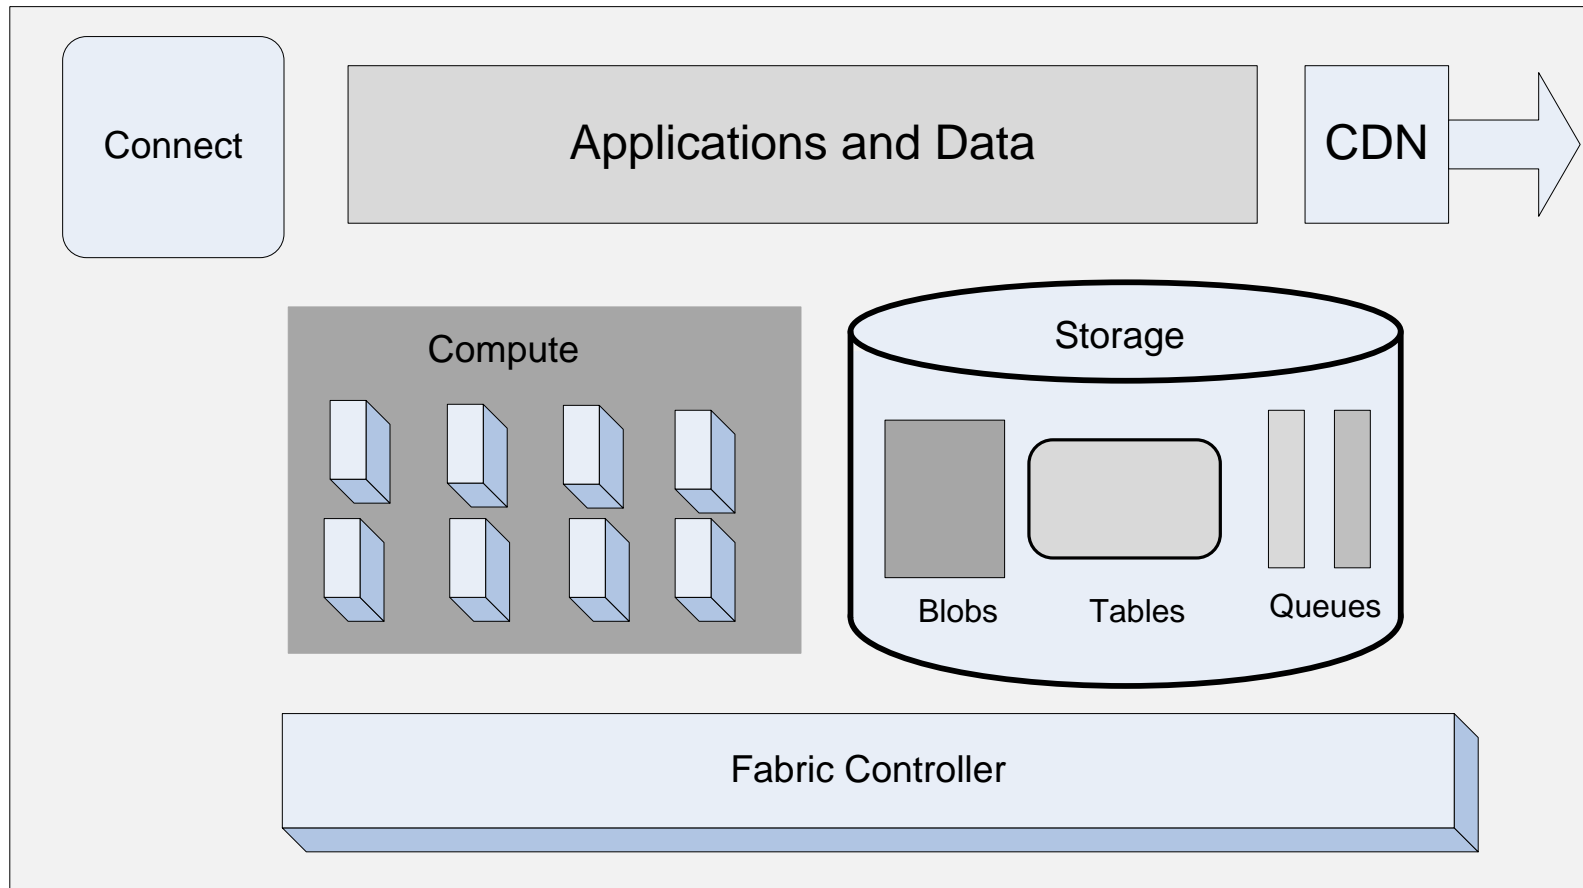 Connect
Applications and Data
CDN
Compute
Storage
Blobs
Tables
Queues
Fabric Controller